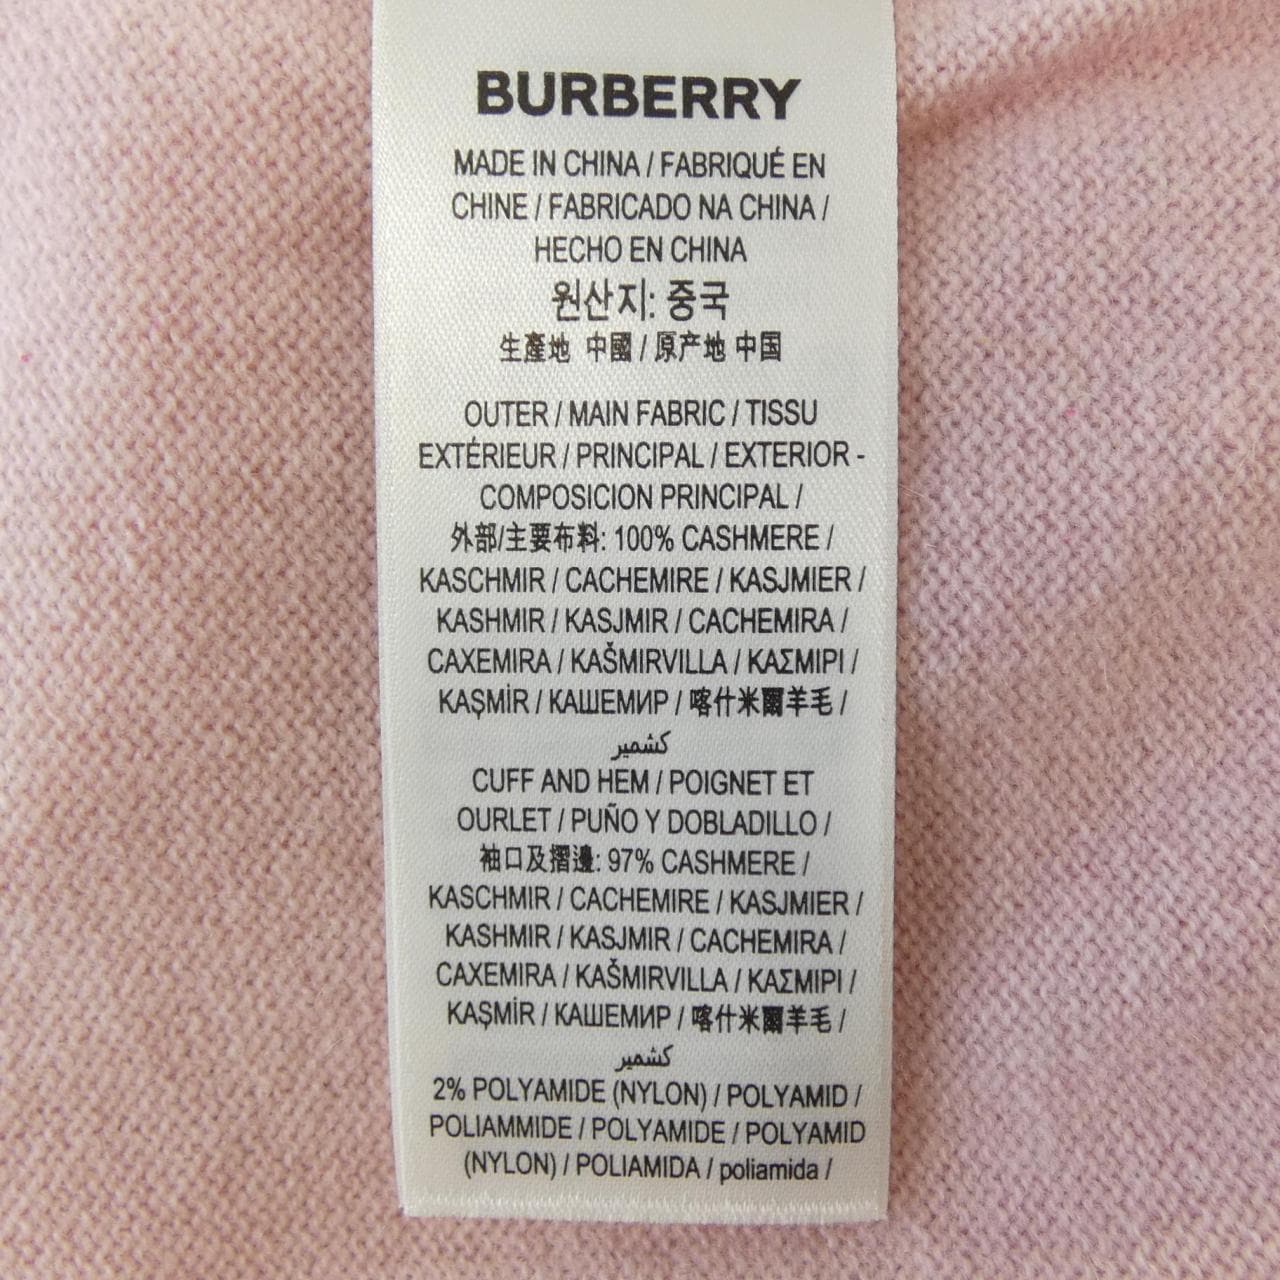 BURBERRY
MADE IN CHINA / FABRIQUÉ EN
CHINE / FABRICADO NA CHINA /
HECHO EN CHINA
원산지: 중국
生產地 中國 / 原产地 中国
OUTER / MAIN FABRIC / TISSU
EXTÉRIEUR / PRINCIPAL / EXTERIOR -
COMPOSICION PRINCIPAL /
外部/主要布料: 100% CASHMERE /
KASCHMIR / CACHEMIRE / KASJMIER /
KASHMIR / KASJMIR / CACHEMIRA /
CAXEMIRA / KAŠMIRVILLA / ΚΑΣΜΙΡΙ /
KAŞMİR / КАШЕМИР / 喀什米爾羊毛 /
كشمير
CUFF AND HEM / POIGNET ET
OURLET / PUÑO Y DOBLADILLO /
袖口及摺邊: 97% CASHMERE /
KASCHMIR / CACHEMIRE / KASJMIER /
KASHMIR / KASJMIR / CACHEMIRA /
CAXEMIRA / KAŠMIRVILLA / ΚΑΣΜΙΡΙ /
KAŞMİR / КАШЕМИР / 喀什米爾羊毛 /
كشمير
2% POLYAMIDE (NYLON) / POLYAMID /
POLIAMMIDE / POLYAMIDE / POLYAMID
(NYLON) / POLIAMIDA / poliamida /